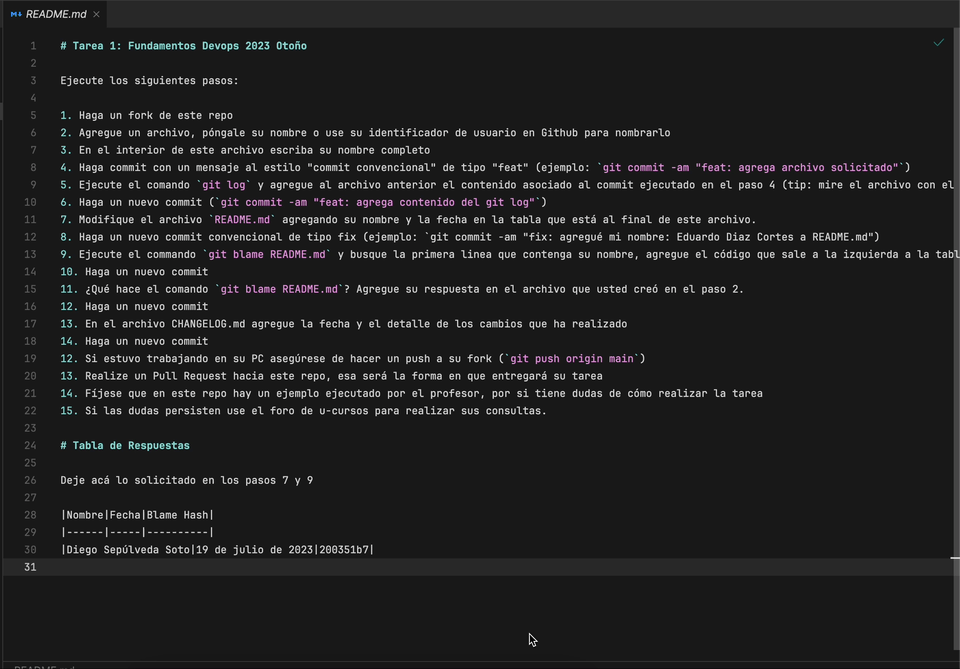 M↓ README.md ×
1 # Tarea 1: Fundamentos Devops 2023 Otoño
2
3 Ejecute los siguientes pasos:
4
5 1. Haga un fork de este repo
6 2. Agregue un archivo, póngale su nombre o use su identificador de usuario en Github para nombrarlo
7 3. En el interior de este archivo escriba su nombre completo
8 4. Haga commit con un mensaje al estilo "commit convencional" de tipo "feat" (ejemplo: `git commit -am "feat: agrega archivo solicitado"`)
9 5. Ejecute el comando `git log` y agregue al archivo anterior el contenido asociado al commit ejecutado en el paso 4 (tip: mire el archivo con el
10 6. Haga un nuevo commit (`git commit -am "feat: agrega contenido del git log"`)
11 7. Modifique el archivo `README.md` agregando su nombre y la fecha en la tabla que está al final de este archivo.
12 8. Haga un nuevo commit convencional de tipo fix (ejemplo: `git commit -am "fix: agregué mi nombre: Eduardo Diaz Cortes a README.md")
13 9. Ejecute el commando `git blame README.md` y busque la primera linea que contenga su nombre, agregue el código que sale a la izquierda a la tabl
14 10. Haga un nuevo commit
15 11. ¿Qué hace el comando `git blame README.md`? Agregue su respuesta en el archivo que usted creó en el paso 2.
16 12. Haga un nuevo commit
17 13. En el archivo CHANGELOG.md agregue la fecha y el detalle de los cambios que ha realizado
18 14. Haga un nuevo commit
19 12. Si estuvo trabajando en su PC asegúrese de hacer un push a su fork (`git push origin main`)
20 13. Realize un Pull Request hacia este repo, esa será la forma en que entregará su tarea
21 14. Fíjese que en este repo hay un ejemplo ejecutado por el profesor, por si tiene dudas de cómo realizar la tarea
22 15. Si las dudas persisten use el foro de u-cursos para realizar sus consultas.
23
24 # Tabla de Respuestas
25
26 Deje acá lo solicitado en los pasos 7 y 9
27
28 |Nombre|Fecha|Blame Hash|
29 |------|-----|----------|
30 |Diego Sepúlveda Soto|19 de julio de 2023|200351b7|
31
README.md